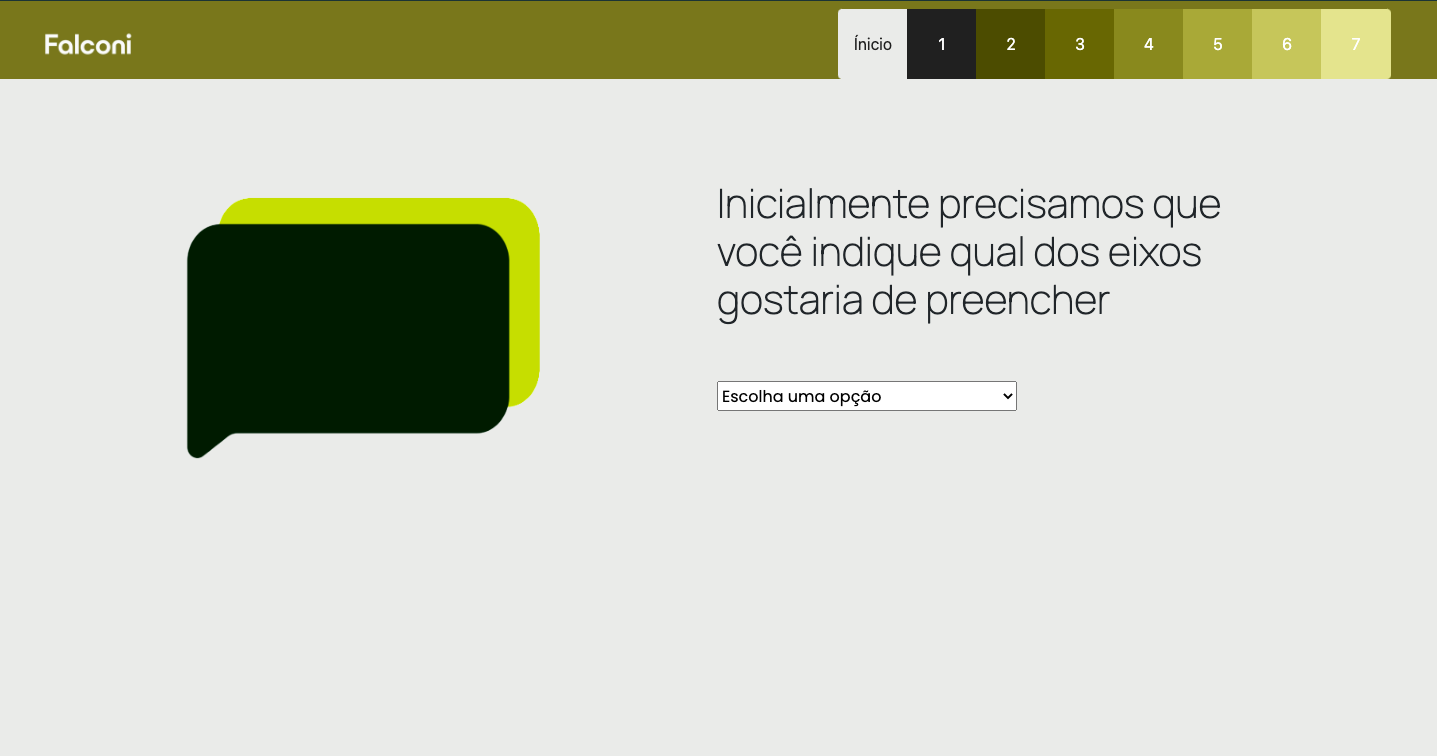 Falconi
Ínicio 1 2 3 4 5 6 7
Inicialmente precisamos que
você indique qual dos eixos
gostaria de preencher
Escolha uma opção